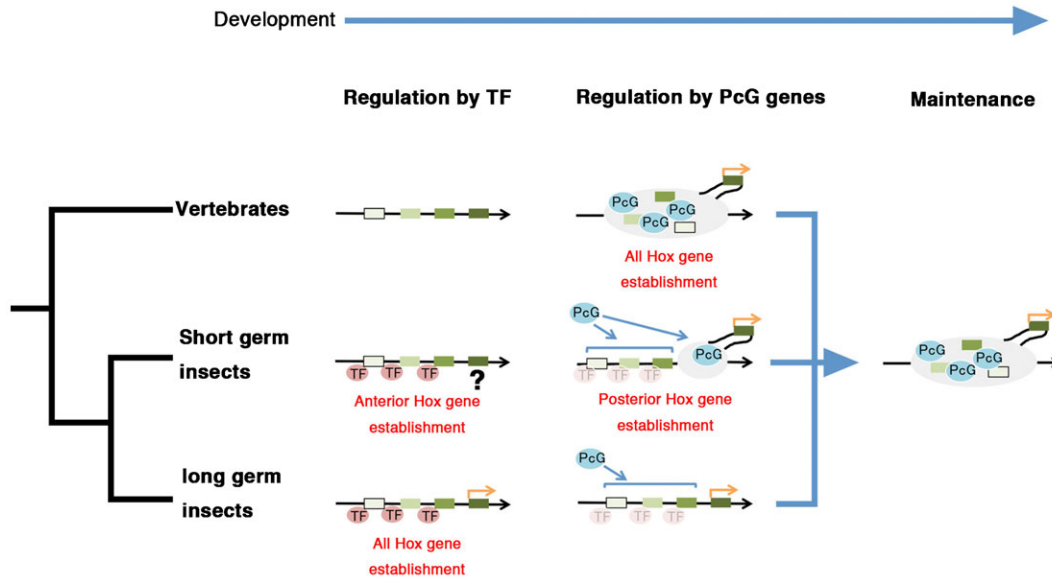 Development
Regulation by TF
Regulation by PcG genes
Maintenance
Vertebrates
PcG
PcG
PcG
All Hox gene
establishment
Short germ
insects
TF
TF
TF
?
Anterior Hox gene
establishment
PcG
PcG
TF
TF
TF
Posterior Hox gene
establishment
PcG
PcG
PcG
long germ
insects
TF
TF
TF
All Hox gene
establishment
PcG
TF
TF
TF